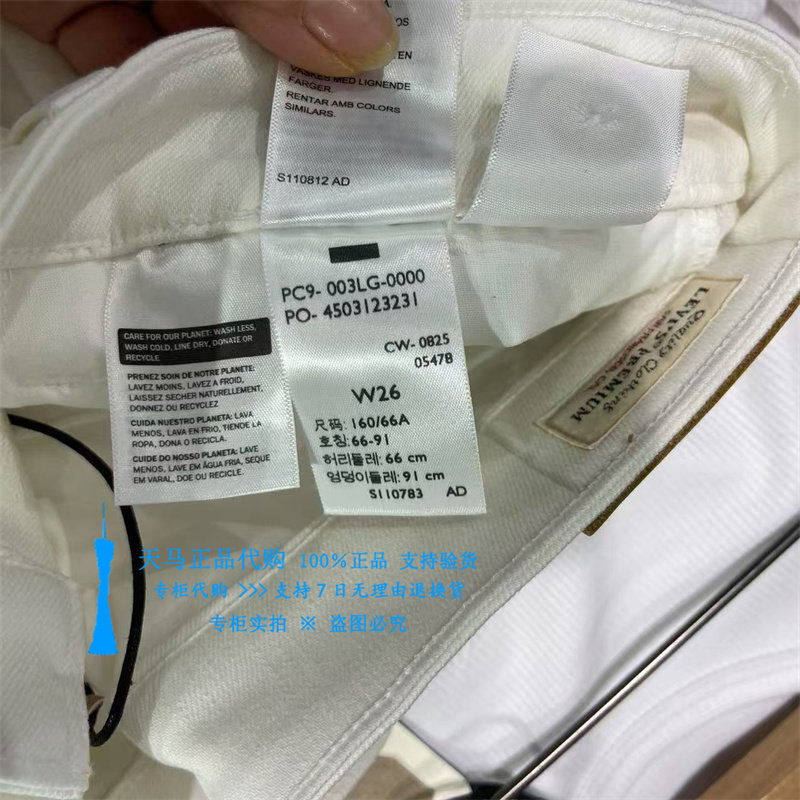 OS
TEN
VASKES MED LIGNENDE
FARGER.
RENTAR AMB COLORS
SIMILARS.
S110812 AD
PC9- 003LG-0000
PO- 4503123231
CW- 0825
05478
W26
尺码: 160/66A
호칭: 66-91
허리둘레: 66 cm
엉덩이둘레: 91 cm
S110783 AD
CARE FOR OUR PLANET: WASH LESS,
WASH COLD, LINE DRY, DONATE OR
RECYCLE
PRENEZ SOIN DE NOTRE PLANETE:
LAVEZ MOINS, LAVEZ A FROID,
LAISSEZ SECHER NATURELLEMENT,
DONNEZ OU RECYCLEZ
CUIDA NUESTRO PLANETA: LAVA
MENOS, LAVA EN FRIO, TIENDE LA
ROPA, DONA O RECICLA.
CUIDE DO NOSSO PLANETA: LAVE
MENOS, LAVE EM ÁGUA FRIA, SEQUE
EM VARAL, DOE OU RECICLE.
Quality Clothing
LEVI'S PREMIUM
天马正品代购 100%正品 支持验货
专柜代购 >>> 支持7日无理由退换货
专柜实拍 ※ 盗图必究